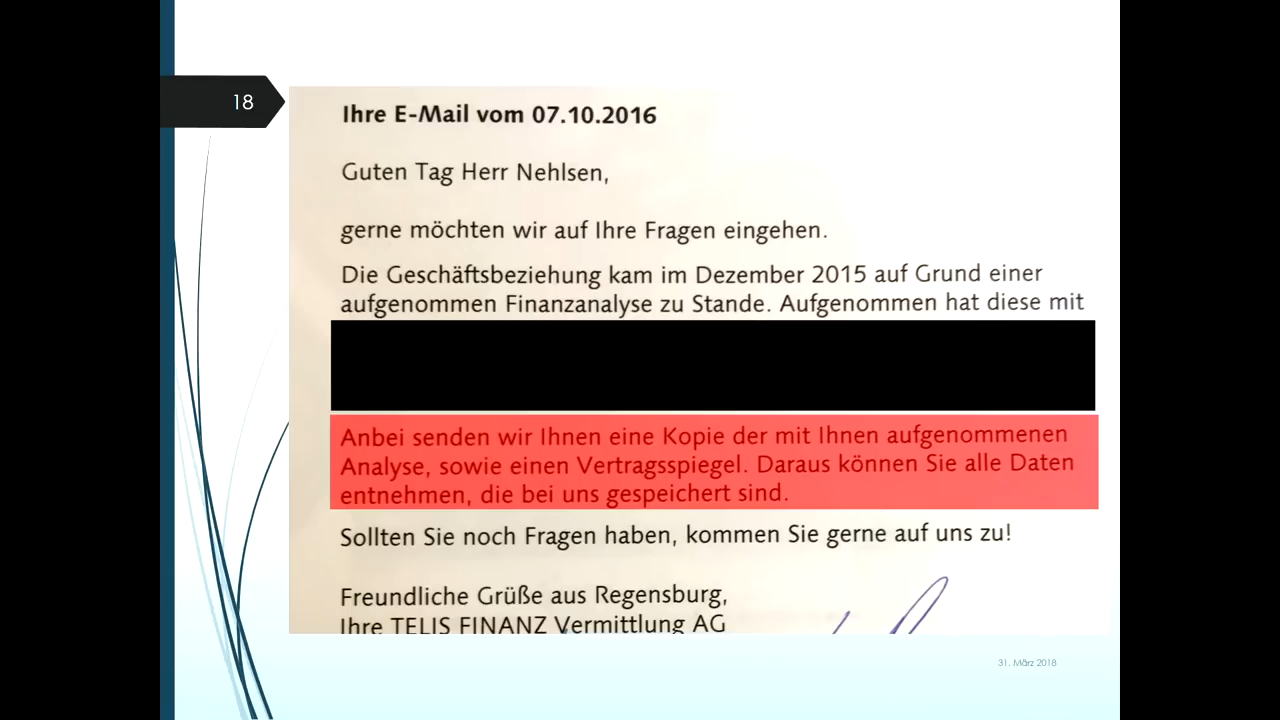 18
Ihre E-Mail vom 07.10.2016
Guten Tag Herr Nehlsen,
gerne möchten wir auf Ihre Fragen eingehen.
Die Geschäftsbeziehung kam im Dezember 2015 auf Grund einer
aufgenommen Finanzanalyse zu Stande. Aufgenommen hat diese mit
Anbei senden wir Ihnen eine Kopie der mit Ihnen aufgenommenen
Analyse, sowie einen Vertragsspiegel. Daraus können Sie alle Daten
entnehmen, die bei uns gespeichert sind.
Sollten Sie noch Fragen haben, kommen Sie gerne auf uns zu!
Freundliche Grüße aus Regensburg,
Ihre TELIS FINANZ Vermittlung AG
31. März 2018